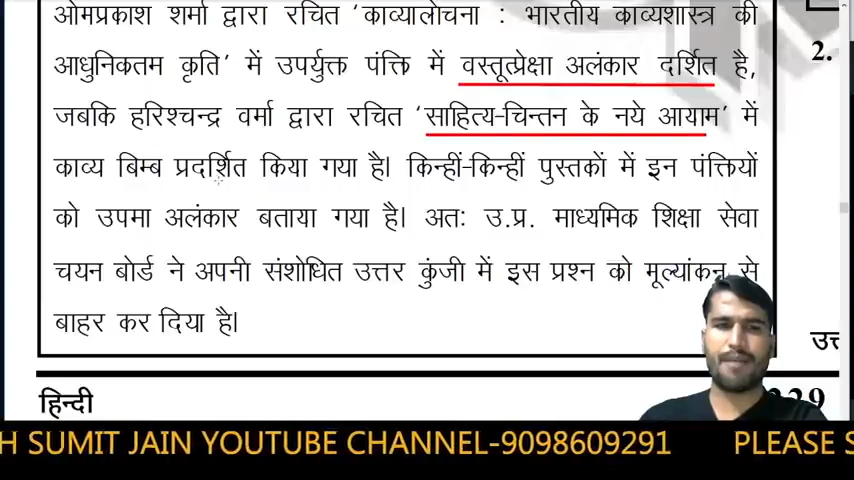 ओमप्रकाश शर्मा द्वारा रचित 'काव्यालोचना : भारतीय काव्यशास्त्र की
आधुनिकतम कृति' में उपर्युक्त पंक्ति में वस्तूत्प्रेक्षा अलंकार दर्शित है,
जबकि हरिश्चन्द्र वर्मा द्वारा रचित 'साहित्य-चिन्तन के नये आयाम' में
काव्य बिम्ब प्रदर्शित किया गया है। किन्हीं-किन्हीं पुस्तकों में इन पंक्तियों
को उपमा अलंकार बताया गया है। अतः उ.प्र. माध्यमिक शिक्षा सेवा
चयन बोर्ड ने अपनी संशोधित उत्तर कुंजी में इस प्रश्न को मूल्यांकन से
बाहर कर दिया है।
2.
हिन्दी
H SUMIT JAIN YOUTUBE CHANNEL-9098609291 PLEASE S